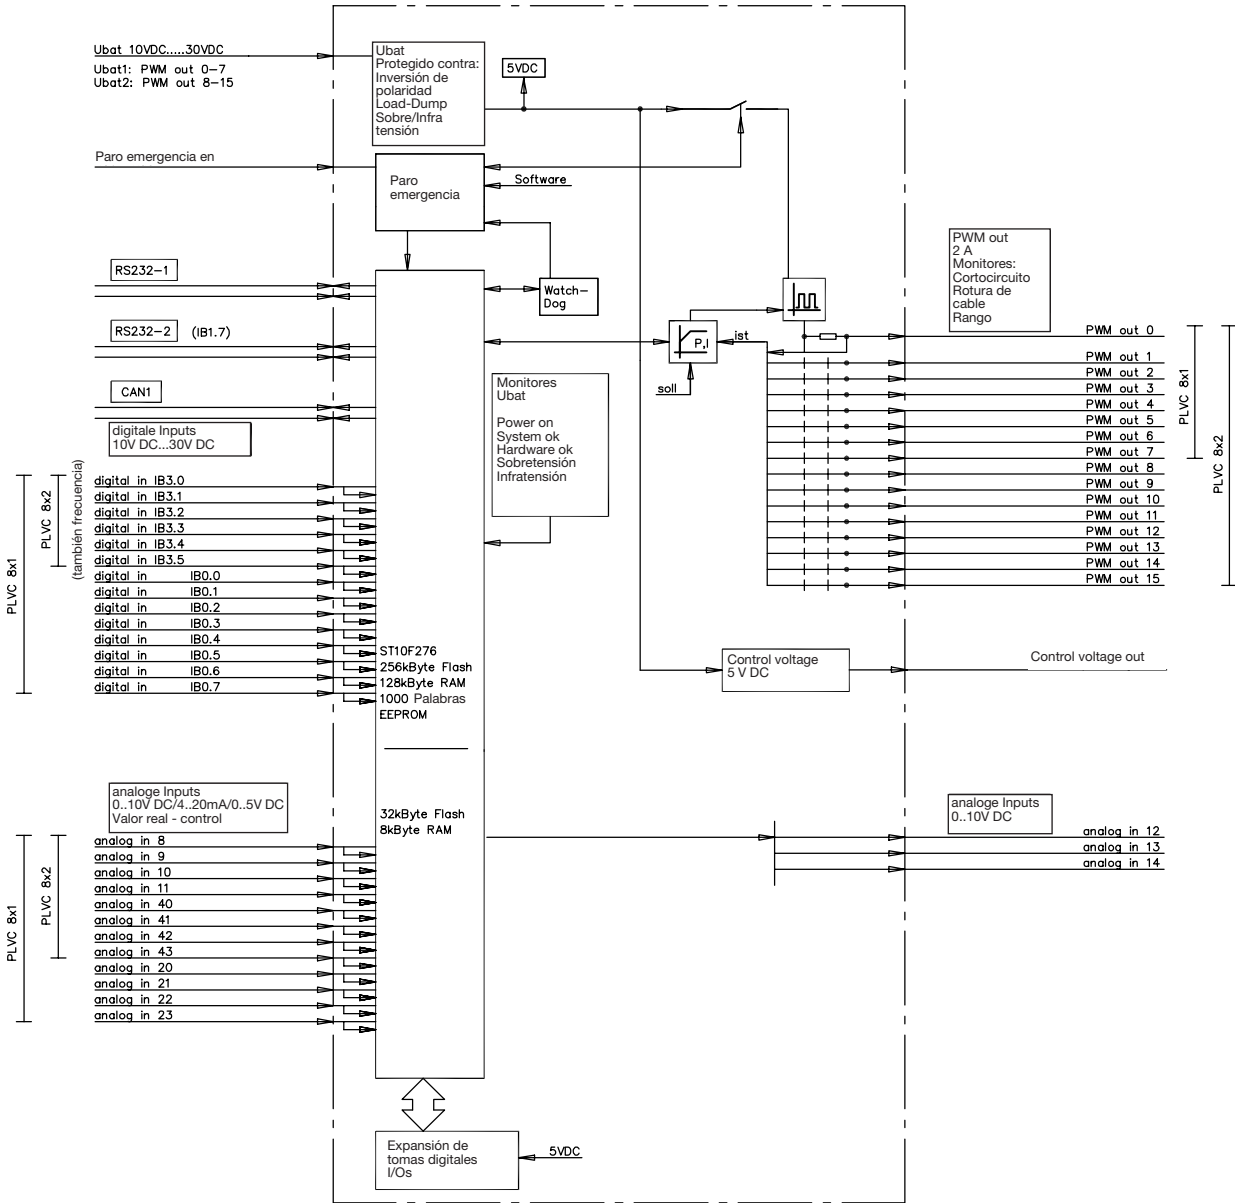 Ubat 10VDC.....30VDC
Ubat1: PWM out 0-7
Ubat2: PWM out 8-15
Ubat
Protegido contra:
Inversión de
polaridad
Load-Dump
Sobre/Infra
tensión
5VDC
Paro emergencia en
Paro
emergencia
Software
RS232-1
RS232-2 (IB1.7)
CAN1
Watch-
Dog
P,I
ist
soll
PWM out
2 A
Monitores:
Cortocircuito
Rotura de
cable
Rango
Monitores
Ubat
Power on
System ok
Hardware ok
Sobretensión
Infratensión
PWM out 0
PWM out 1
PWM out 2
PWM out 3
PWM out 4
PWM out 5
PWM out 6
PWM out 7
PWM out 8
PWM out 9
PWM out 10
PWM out 11
PWM out 12
PWM out 13
PWM out 14
PWM out 15
PLVC 8x1
PLVC 8x2
digitale Inputs
10V DC...30V DC
PLVC 8x1
PLVC 8x2
(también frecuencia)
digital in IB3.0
digital in IB3.1
digital in IB3.2
digital in IB3.3
digital in IB3.4
digital in IB3.5
digital in IB0.0
digital in IB0.1
digital in IB0.2
digital in IB0.3
digital in IB0.4
digital in IB0.5
digital in IB0.6
digital in IB0.7
ST10F276
256kByte Flash
128kByte RAM
1000 Palabras
EEPROM
Control voltage
5 V DC
Control voltage out
analoge Inputs
0..10V DC/4..20mA/0..5V DC
Valor real - control
32kByte Flash
8kByte RAM
analoge Inputs
0..10V DC
analog in 12
analog in 13
analog in 14
PLVC 8x1
PLVC 8x2
analog in 8
analog in 9
analog in 10
analog in 11
analog in 40
analog in 41
analog in 42
analog in 43
analog in 20
analog in 21
analog in 22
analog in 23
Expansión de
tomas digitales
I/Os
5VDC